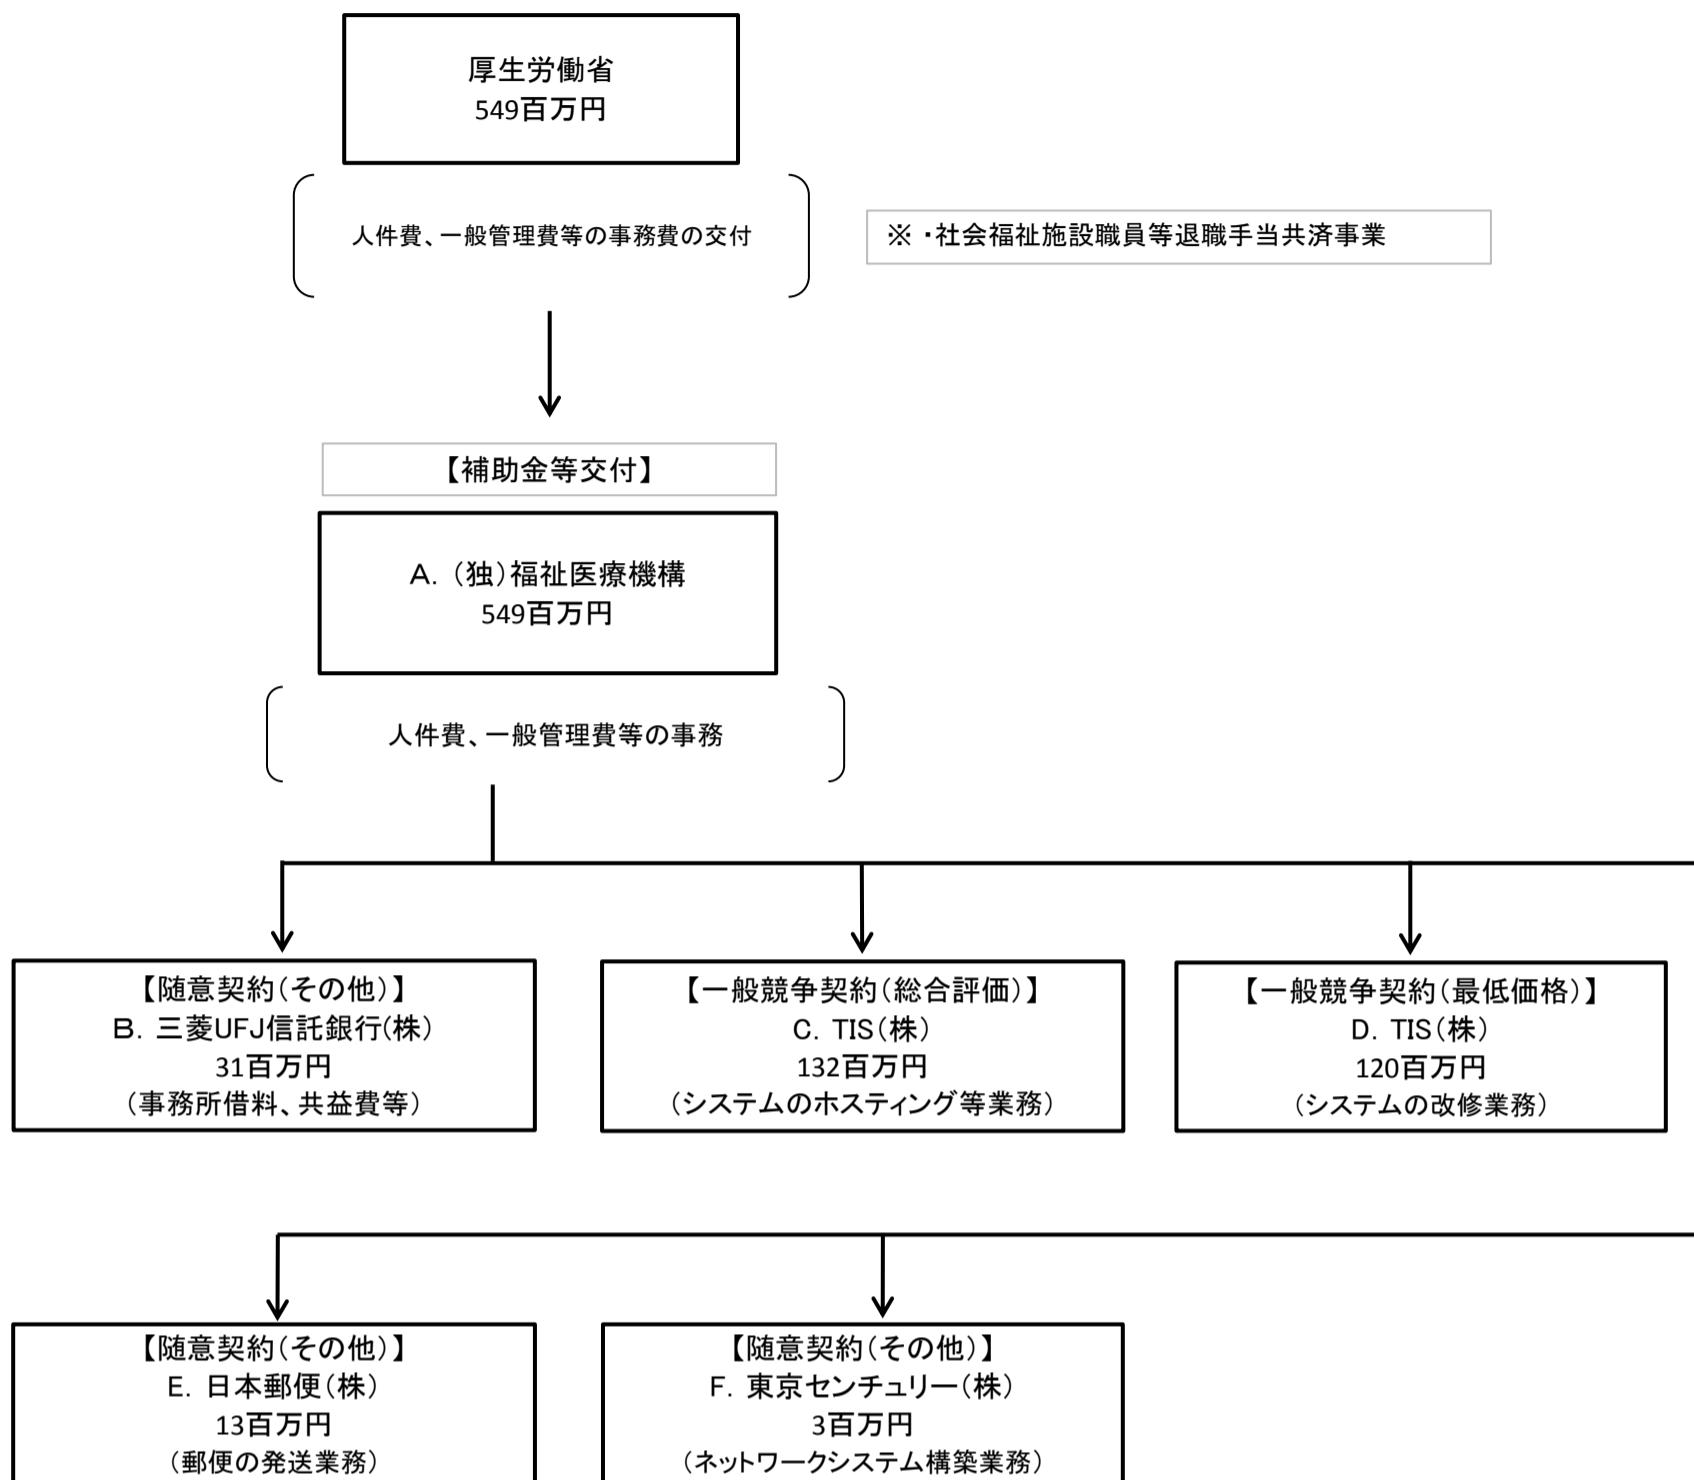 厚生労働省
549百万円
人件費、一般管理費等の事務費の交付
※ ・社会福祉施設職員等退職手当共済事業
【補助金等交付】
A．（独）福祉医療機構
549百万円
人件費、一般管理費等の事務
【随意契約（その他）】
B．三菱UFJ信託銀行(株)
31百万円
（事務所借料、共益費等）
【一般競争契約（総合評価）】
C．TIS（株）
132百万円
（システムのホスティング等業務）
【一般競争契約（最低価格）】
D．TIS（株）
120百万円
（システムの改修業務）
【随意契約（その他）】
E．日本郵便（株）
13百万円
（郵便の発送業務）
【随意契約（その他）】
F．東京センチュリー（株）
3百万円
（ネットワークシステム構築業務）